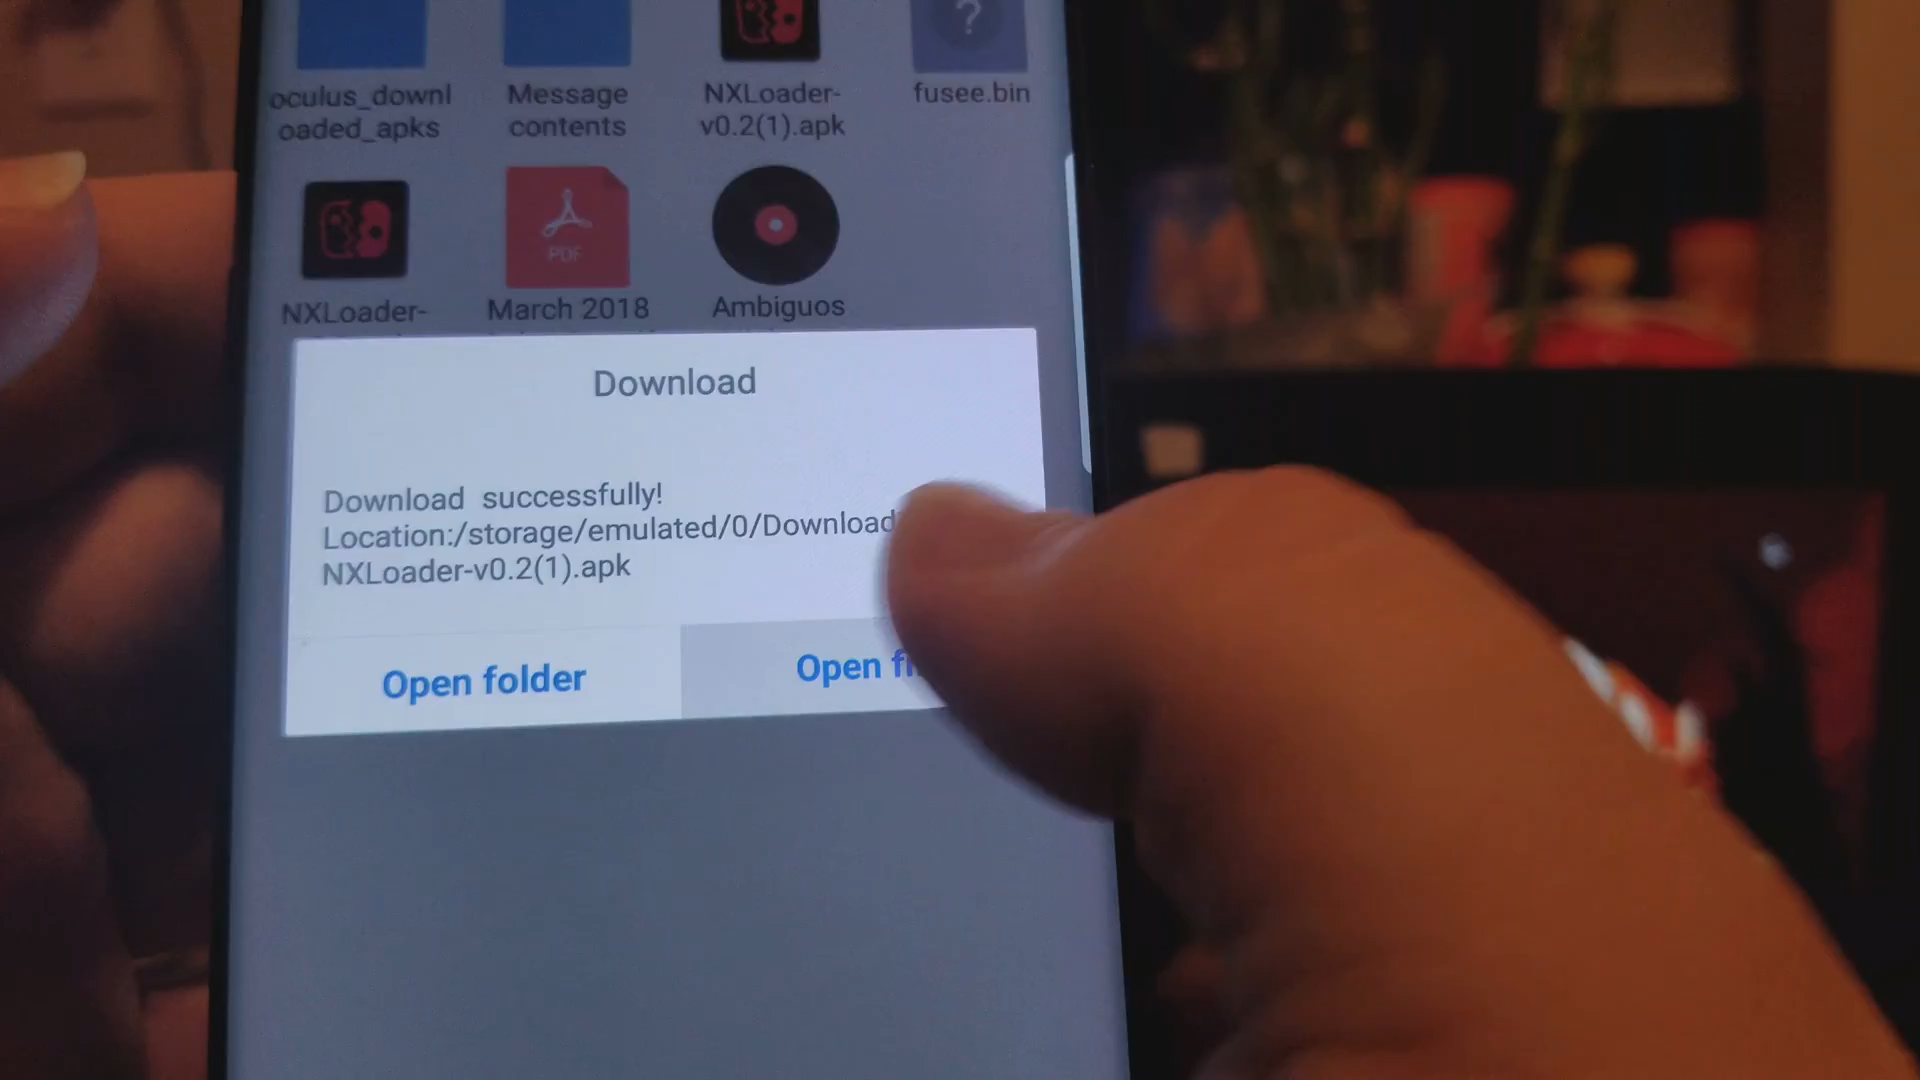 oculus_downl
oaded_apks
Message
contents
NXLoader-
v0.2(1).apk
?
fusee.bin
PDF
NXLoader-
March 2018
Ambiguos
Download
Download successfully!
Location:/storage/emulated/0/Download
NXLoader-v0.2(1).apk
Open folder
Open